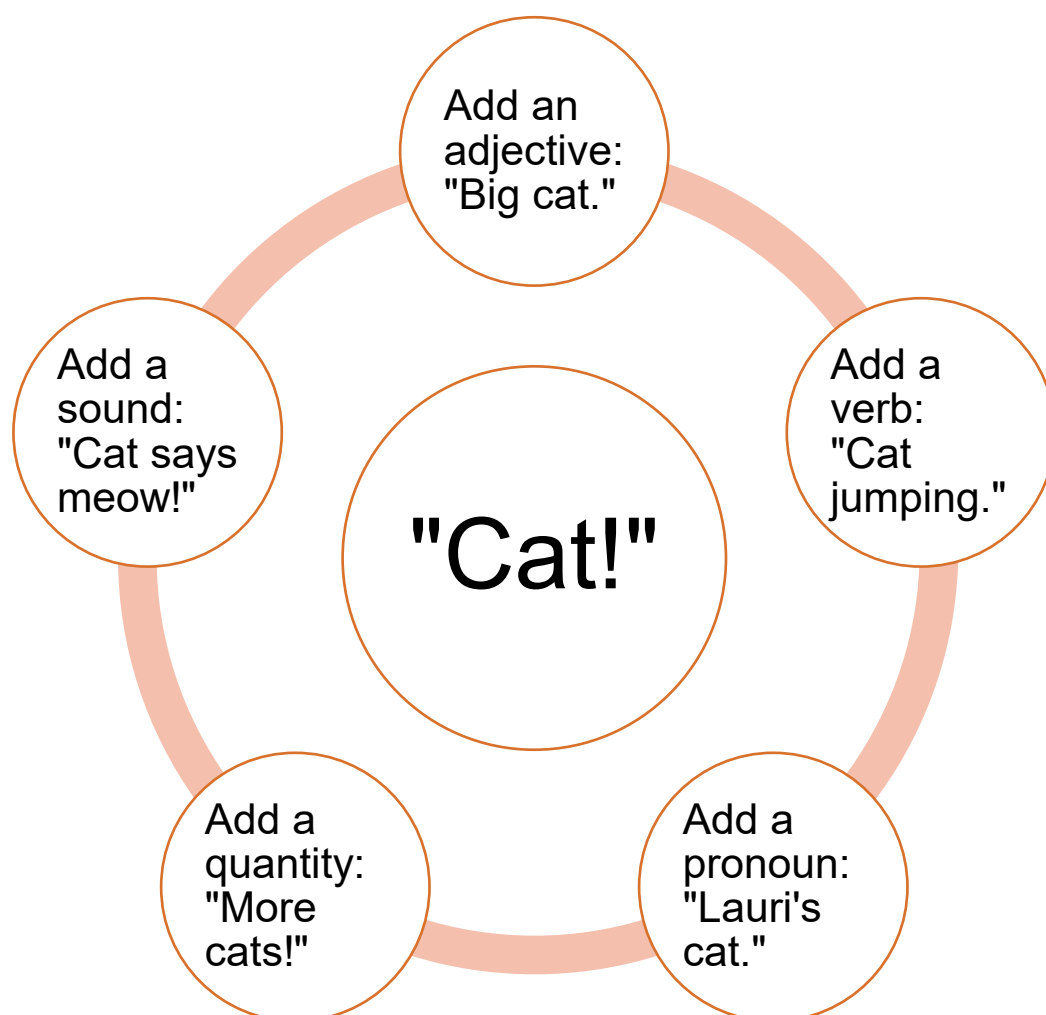 Add an
adjective:
"Big cat."
Add a
verb:
"Cat
jumping."
Add a
pronoun:
"Lauri's
cat."
Add a
quantity:
"More
cats!"
Add a
sound:
"Cat says
meow!"
"Cat!"